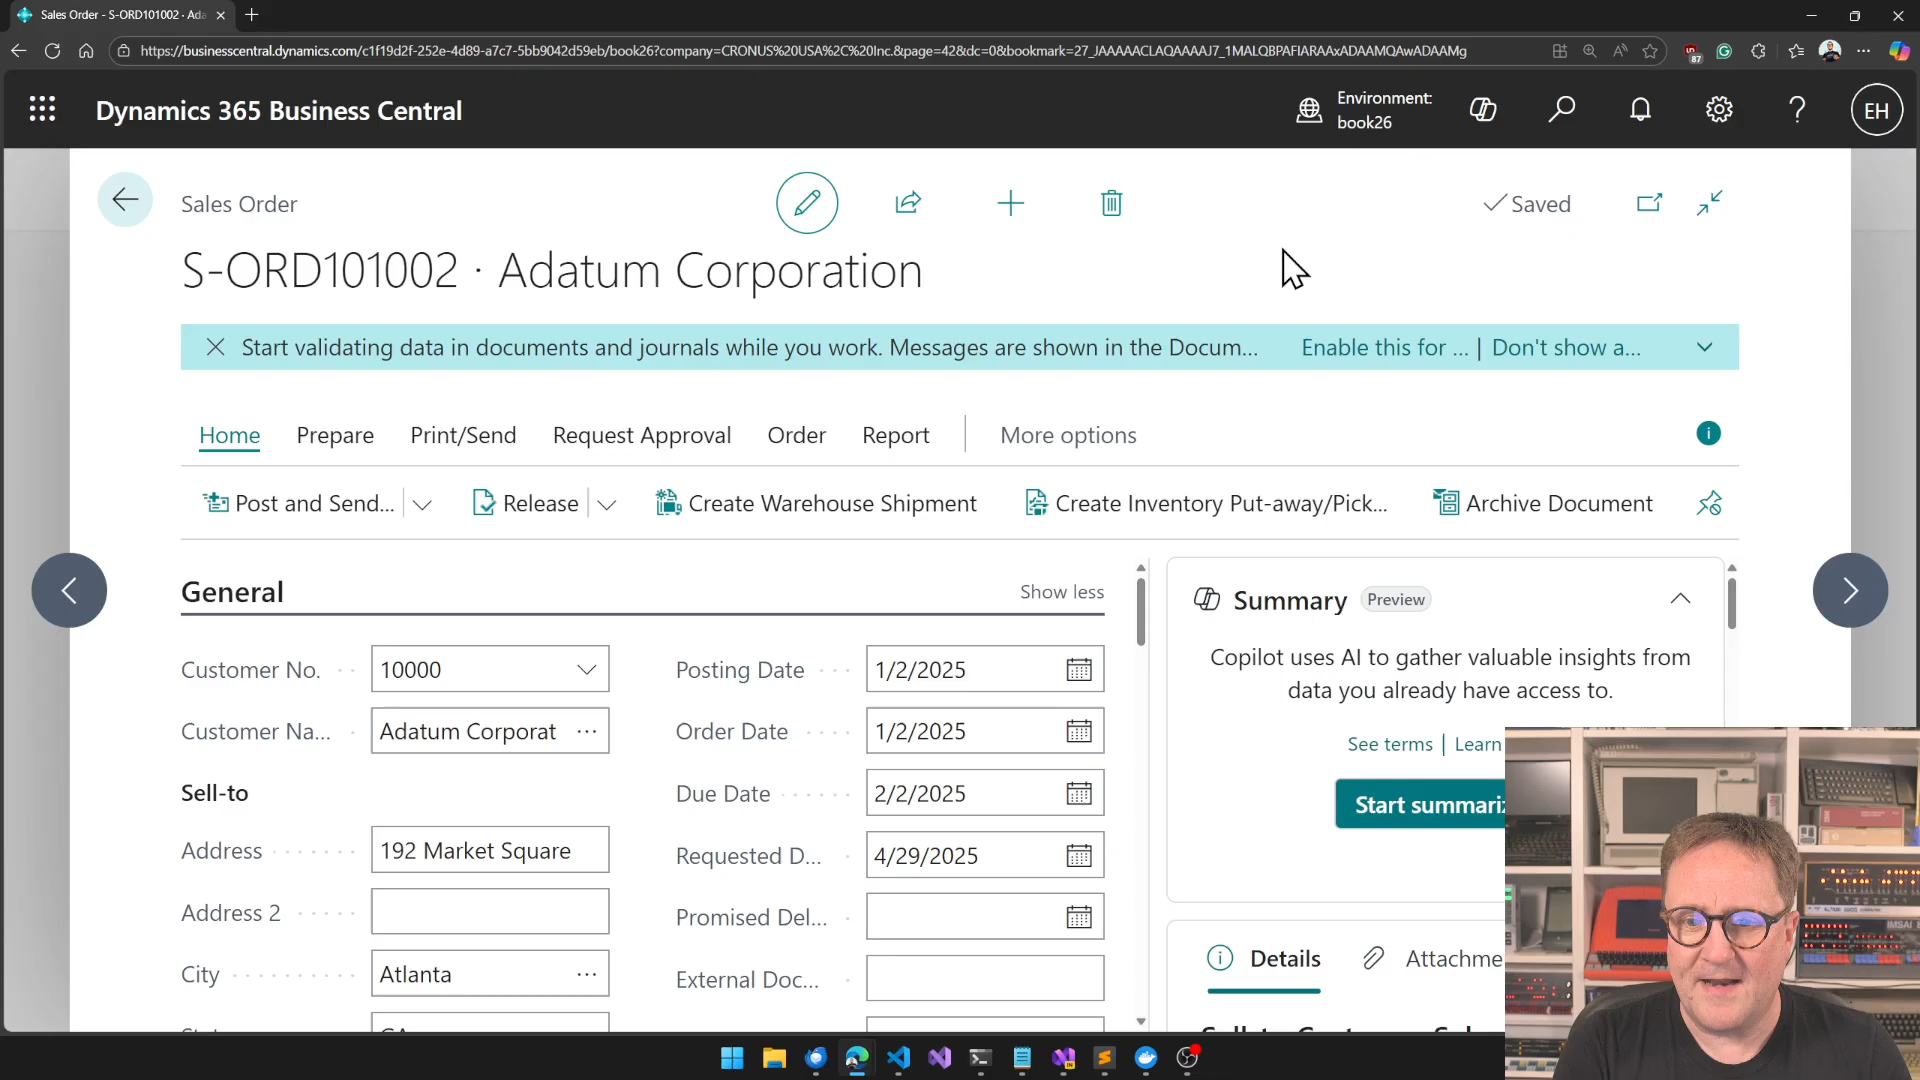 Sales Order - S-ORD101002 · Ada
https://businesscentral.dynamics.com/c1f19d2f-252e-4d89-a7c7-5bb9042d59eb/book26?company=CRONUS%20USA%2C%20Inc.&page=42&dc=0&bookmark=27_JAAAAACLAQAAAAJ7_1MALQBPAFIARAAxADAAMQAwADAAMg
87
Dynamics 365 Business Central
Environment:
book26
EH
Sales Order
Saved
S-ORD101002 · Adatum Corporation
Start validating data in documents and journals while you work. Messages are shown in the Docum...
Enable this for ... | Don't show a...
Home Prepare Print/Send Request Approval Order Report More options
Post and Send... Release Create Warehouse Shipment Create Inventory Put-away/Pick... Archive Document
General
Show less
Customer No. 10000
Customer Na... Adatum Corporat
Sell-to
Address 192 Market Square
Address 2
City Atlanta
Posting Date 1/2/2025
Order Date 1/2/2025
Due Date 2/2/2025
Requested D... 4/29/2025
Promised Del...
External Doc...
Summary Preview
Copilot uses AI to gather valuable insights from
data you already have access to.
See terms | Learn
Start summariz
Details Attachme